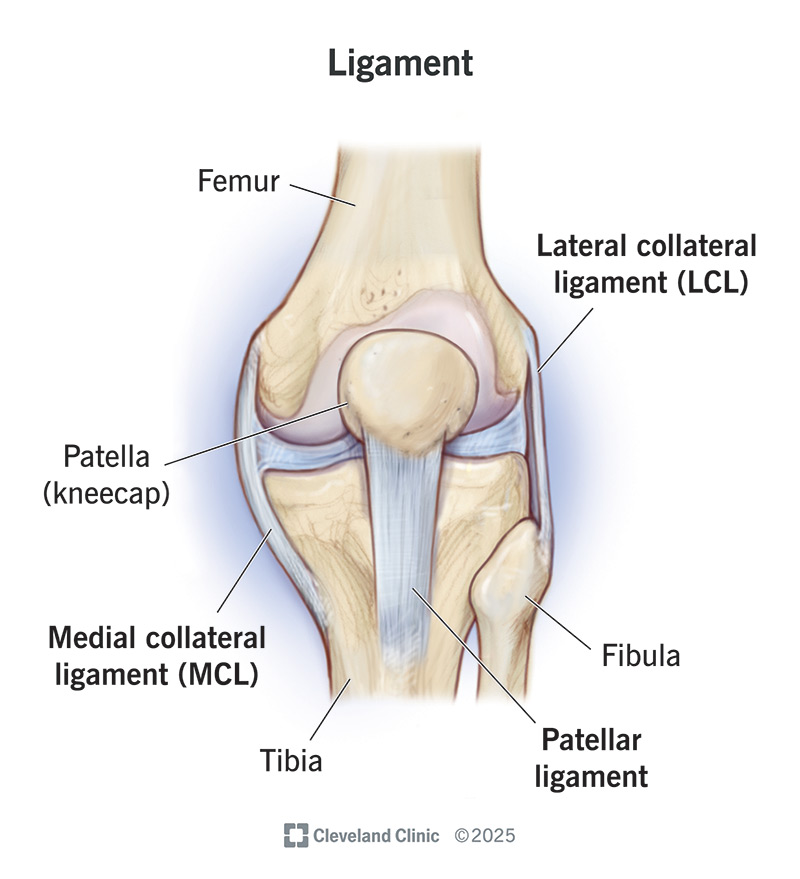 Ligament
Femur
Lateral collateral
ligament (LCL)
Patella
(kneecap)
Medial collateral
ligament (MCL)
Fibula
Patellar
ligament
Tibia
Cleveland Clinic ©2025